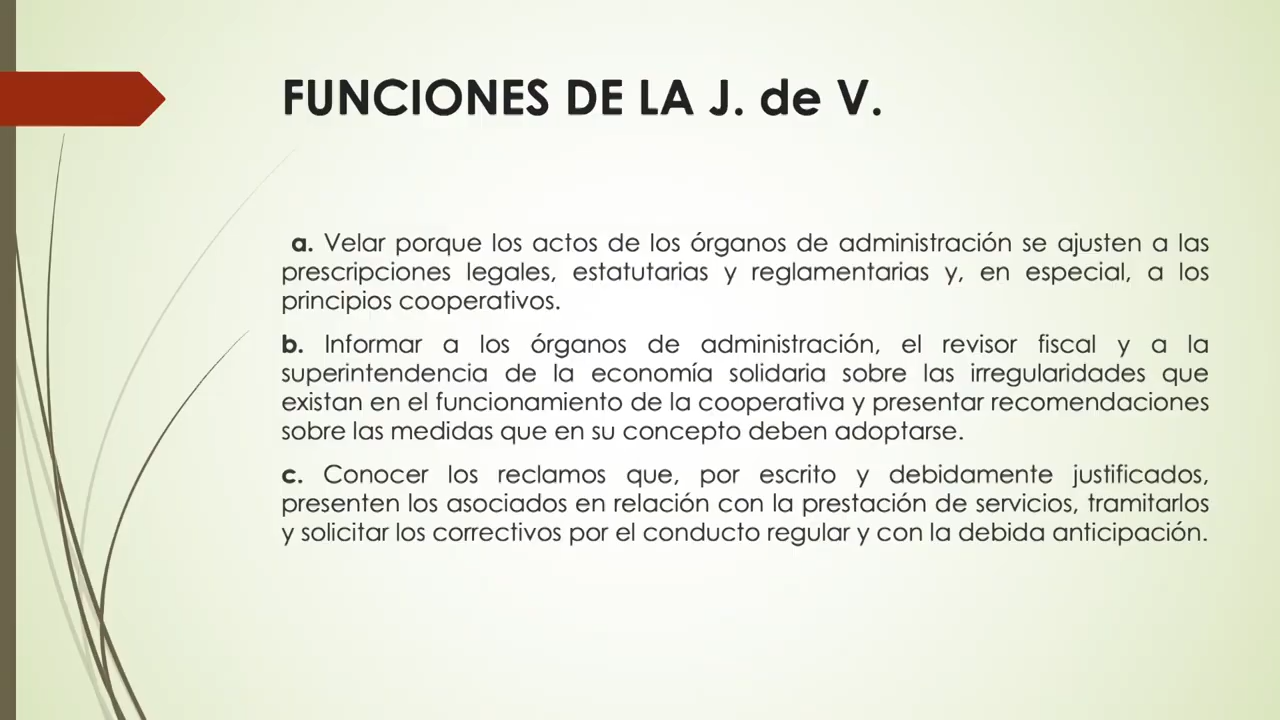 FUNCIONES DE LA J. de V.
a. Velar porque los actos de los órganos de administración se ajusten a las
prescripciones legales, estatutarias y reglamentarias y, en especial, a los
principios cooperativos.
b. Informar a los órganos de administración, el revisor fiscal y a la
superintendencia de la economía solidaria sobre las irregularidades que
existan en el funcionamiento de la cooperativa y presentar recomendaciones
sobre las medidas que en su concepto deben adoptarse.
c. Conocer los reclamos que, por escrito y debidamente justificados,
presenten los asociados en relación con la prestación de servicios, tramitarlos
y solicitar los correctivos por el conducto regular y con la debida anticipación.